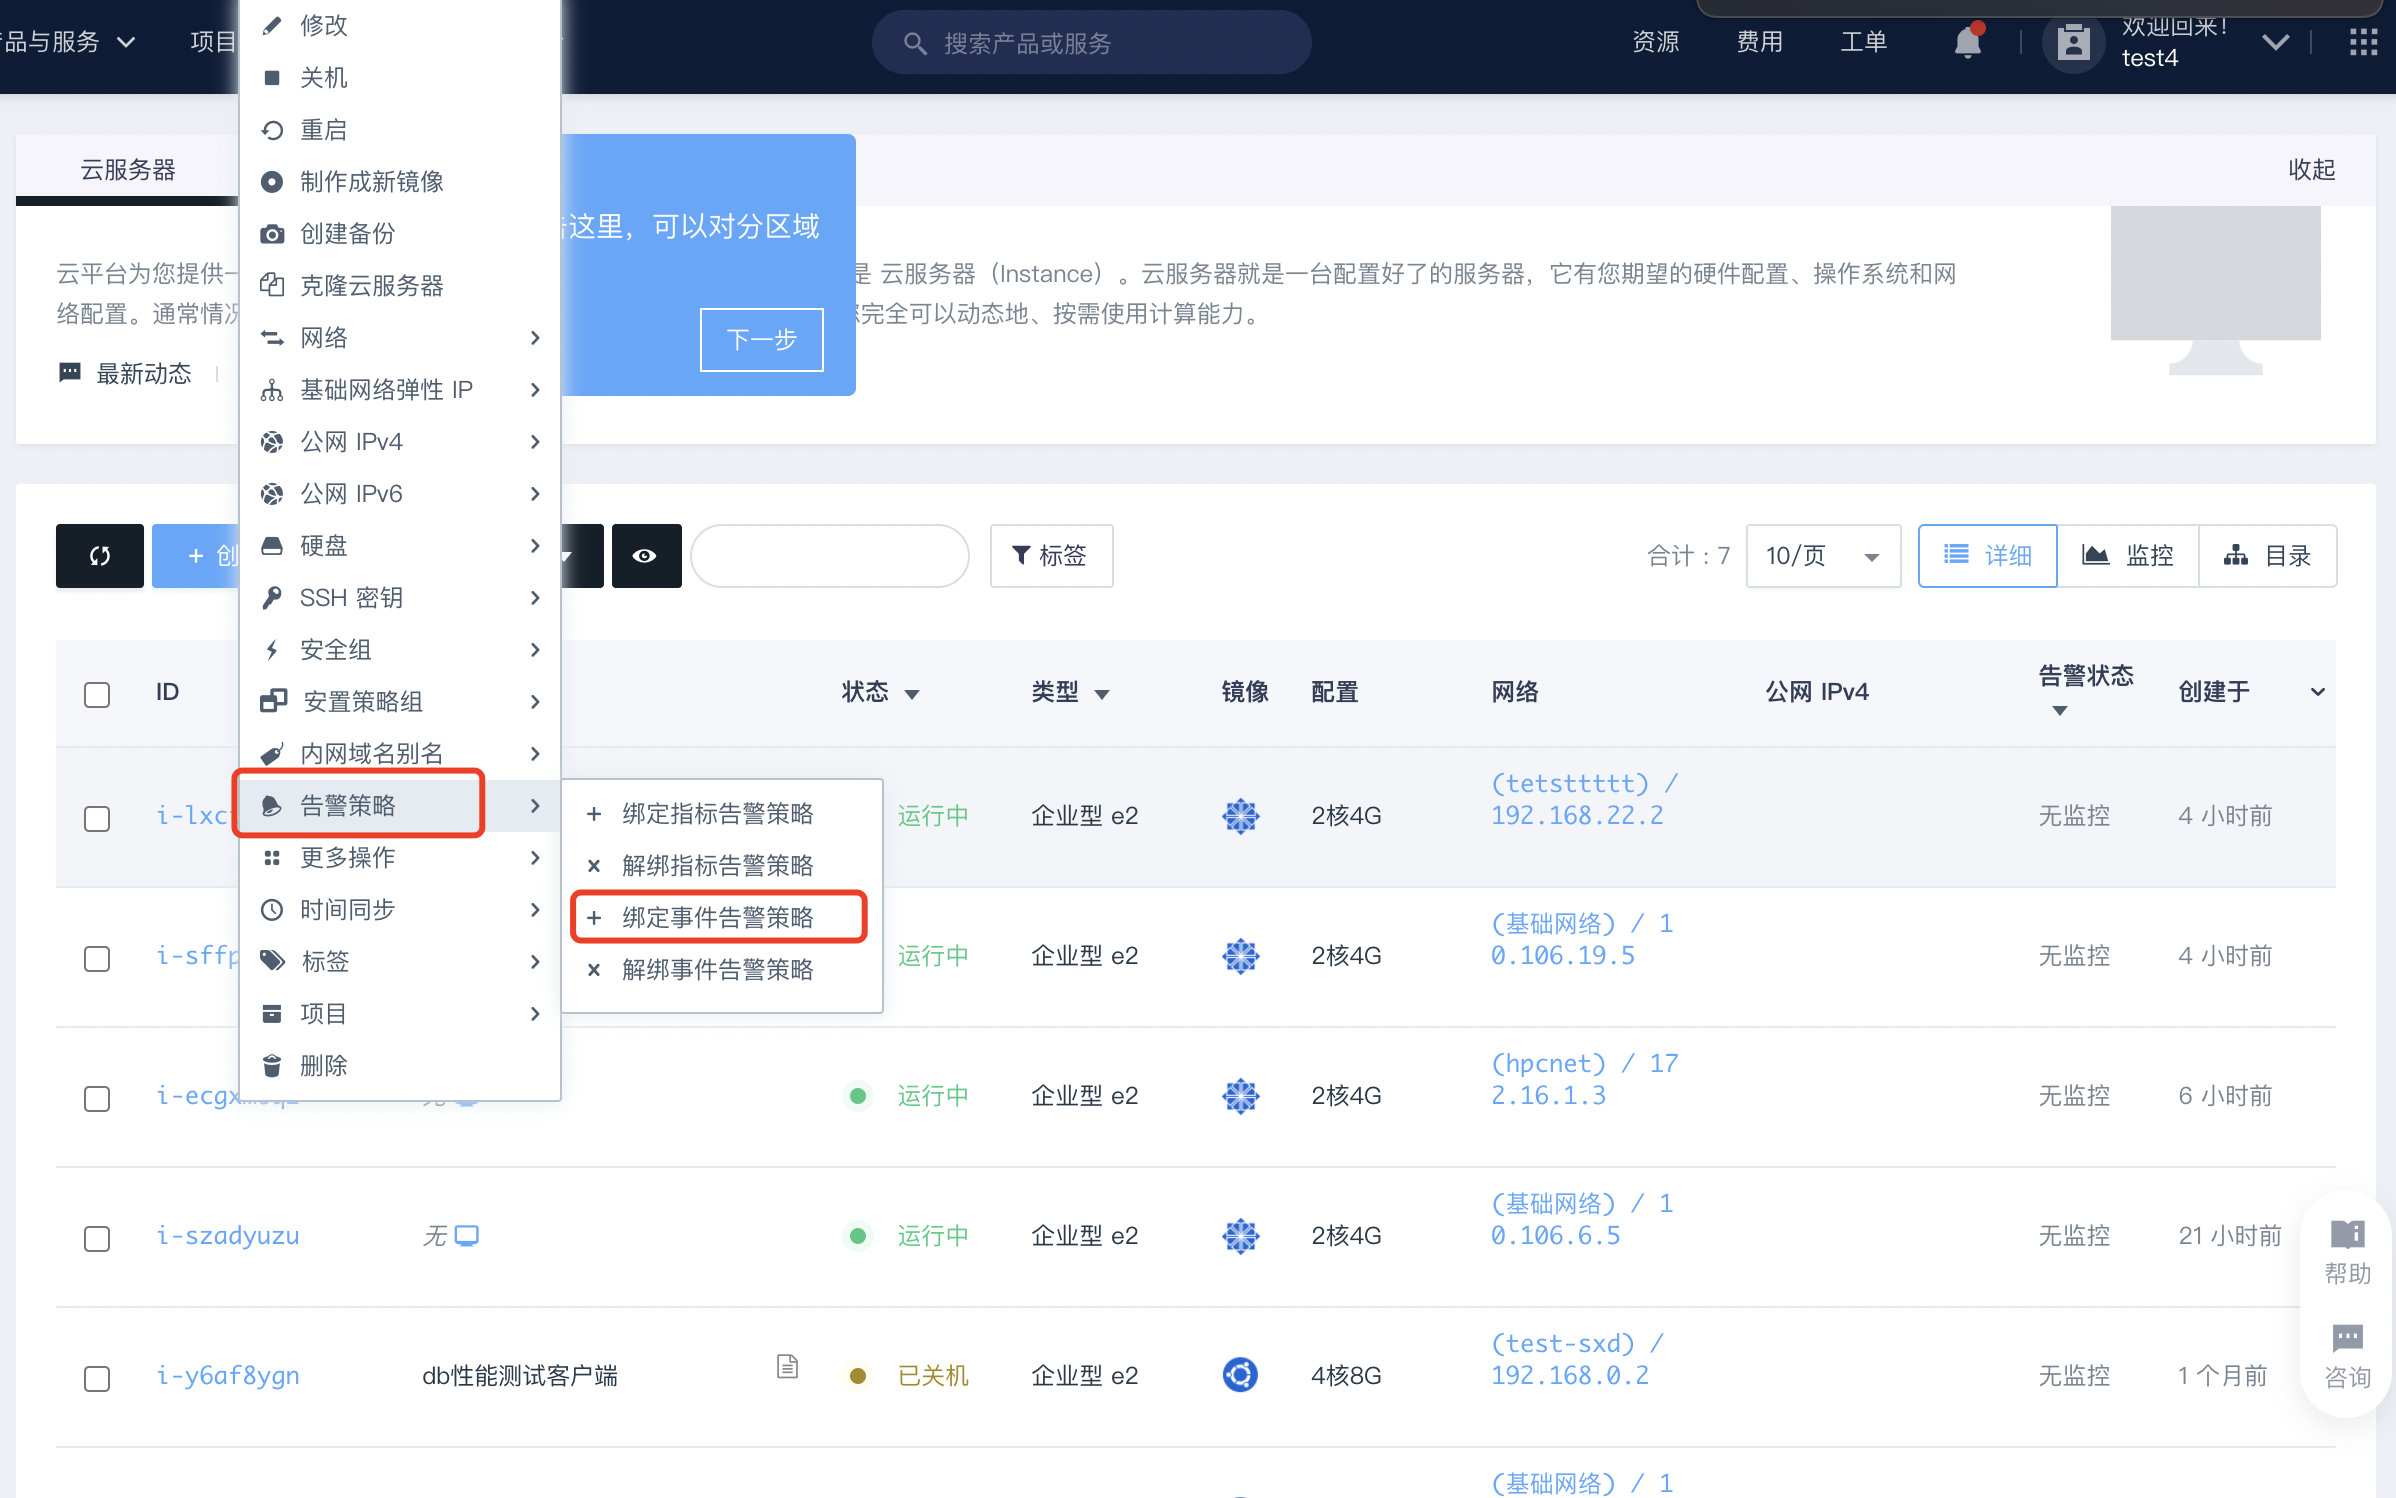 品与服务
项目
搜索产品或服务
资源
费用
工单
欢迎回来!
test4
修改
关机
重启
制作成新镜像
创建备份
克隆云服务器
网络
基础网络弹性 IP
公网 IPv4
公网 IPv6
硬盘
SSH 密钥
安全组
安置策略组
内网域名别名
告警策略
更多操作
时间同步
标签
项目
删除
+ 绑定指标告警策略
× 解绑指标告警策略
+ 绑定事件告警策略
× 解绑事件告警策略
云服务器
收起
这里，可以对分区域
下一步
云平台为您提供一
是 云服务器（Instance）。云服务器就是一台配置好了的服务器，它有您期望的硬件配置、操作系统和网
络配置。通常情况
完全可以动态地、按需使用计算能力。
最新动态
+ 创
标签
合计：7
10/页
详细
监控
目录
ID
状态
类型
镜像
配置
网络
公网 IPv4
告警状态
创建于
i-lxc
运行中
企业型 e2
2核4G
(tetsttttt) /
192.168.22.2
无监控
4 小时前
i-sffp
运行中
企业型 e2
2核4G
(基础网络) / 1
0.106.19.5
无监控
4 小时前
i-ecgx
运行中
企业型 e2
2核4G
(hpcnet) / 17
2.16.1.3
无监控
6 小时前
i-szadyuzu
无
运行中
企业型 e2
2核4G
(基础网络) / 1
0.106.6.5
无监控
21 小时前
i-y6af8ygn
db性能测试客户端
已关机
企业型 e2
4核8G
(test-sxd) /
192.168.0.2
无监控
1 个月前
(基础网络) / 1
帮助
咨询